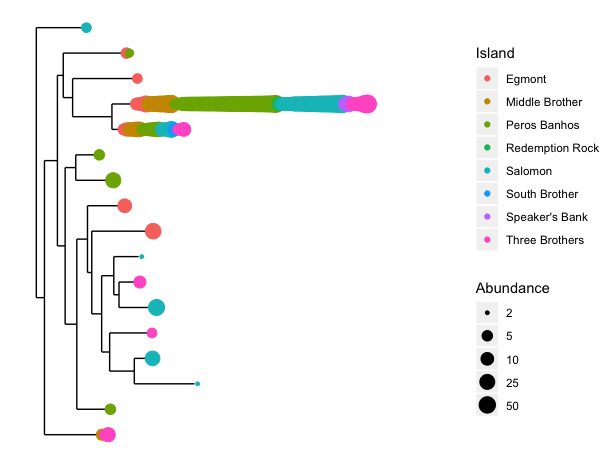 Island
Egmont
Middle Brother
Peros Banhos
Redemption Rock
Salomon
South Brother
Speaker's Bank
Three Brothers
Abundance
2
5
10
25
50